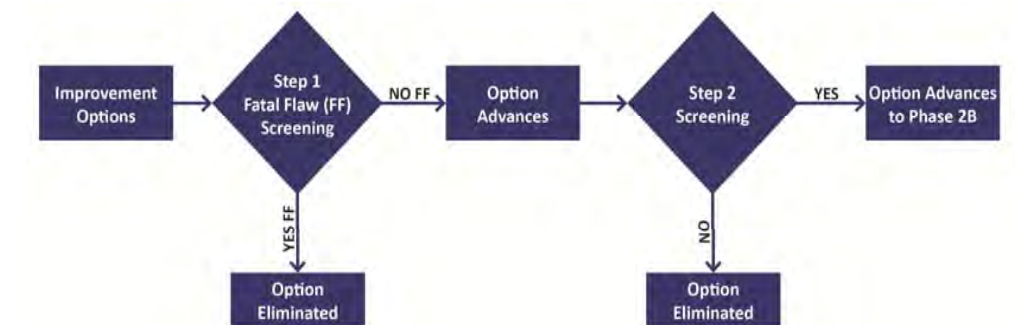 Improvement
Options
Step 1
Fatal Flaw (FF)
Screening
NO FF
Option
Advances
Step 2
Screening
YES
Option Advances
to Phase 2B
YES FF
Option
Eliminated
NO
Option
Eliminated